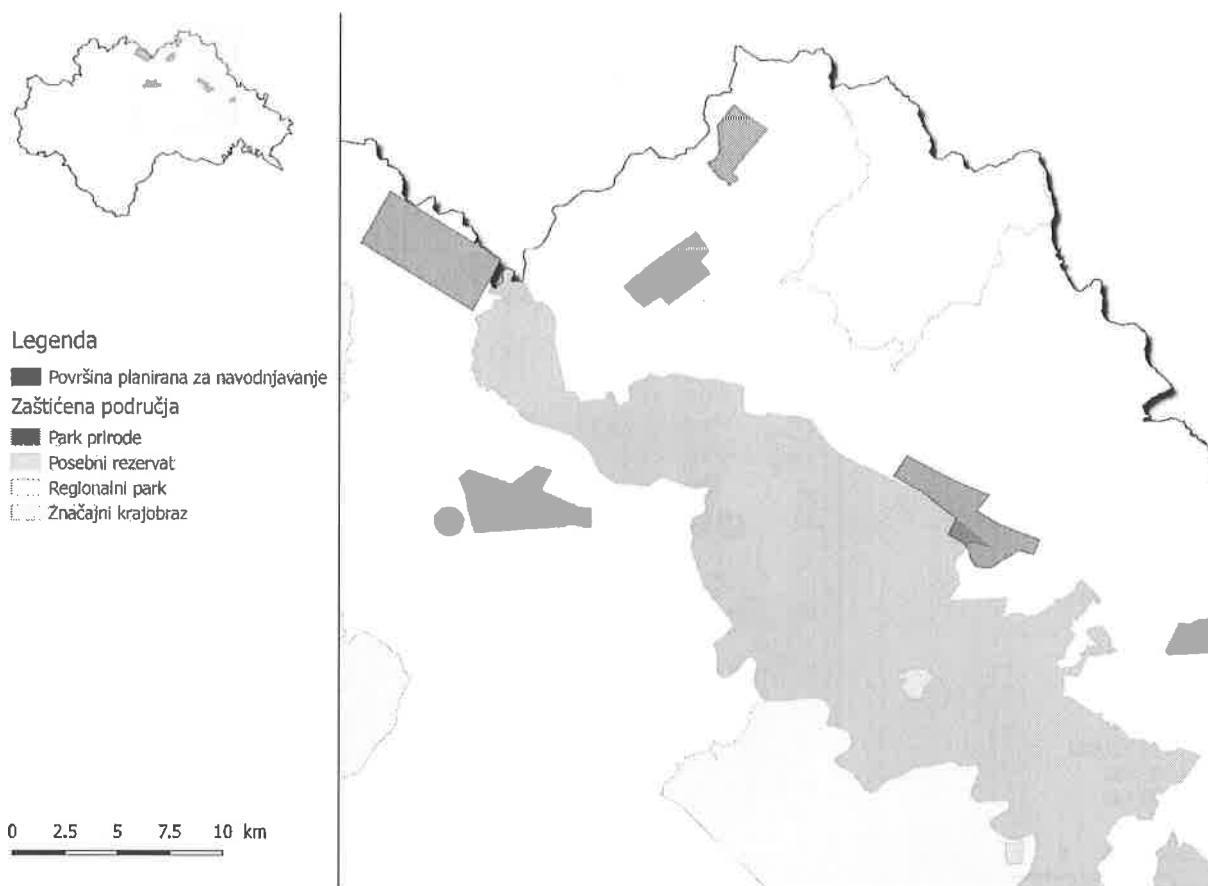 Legenda
Površina planirana za navodnjavanje
Zaštićena područja
Park prirode
Posebni rezervat
Regionalni park
Značajni krajobraz
0 2.5 5 7.5 10 km